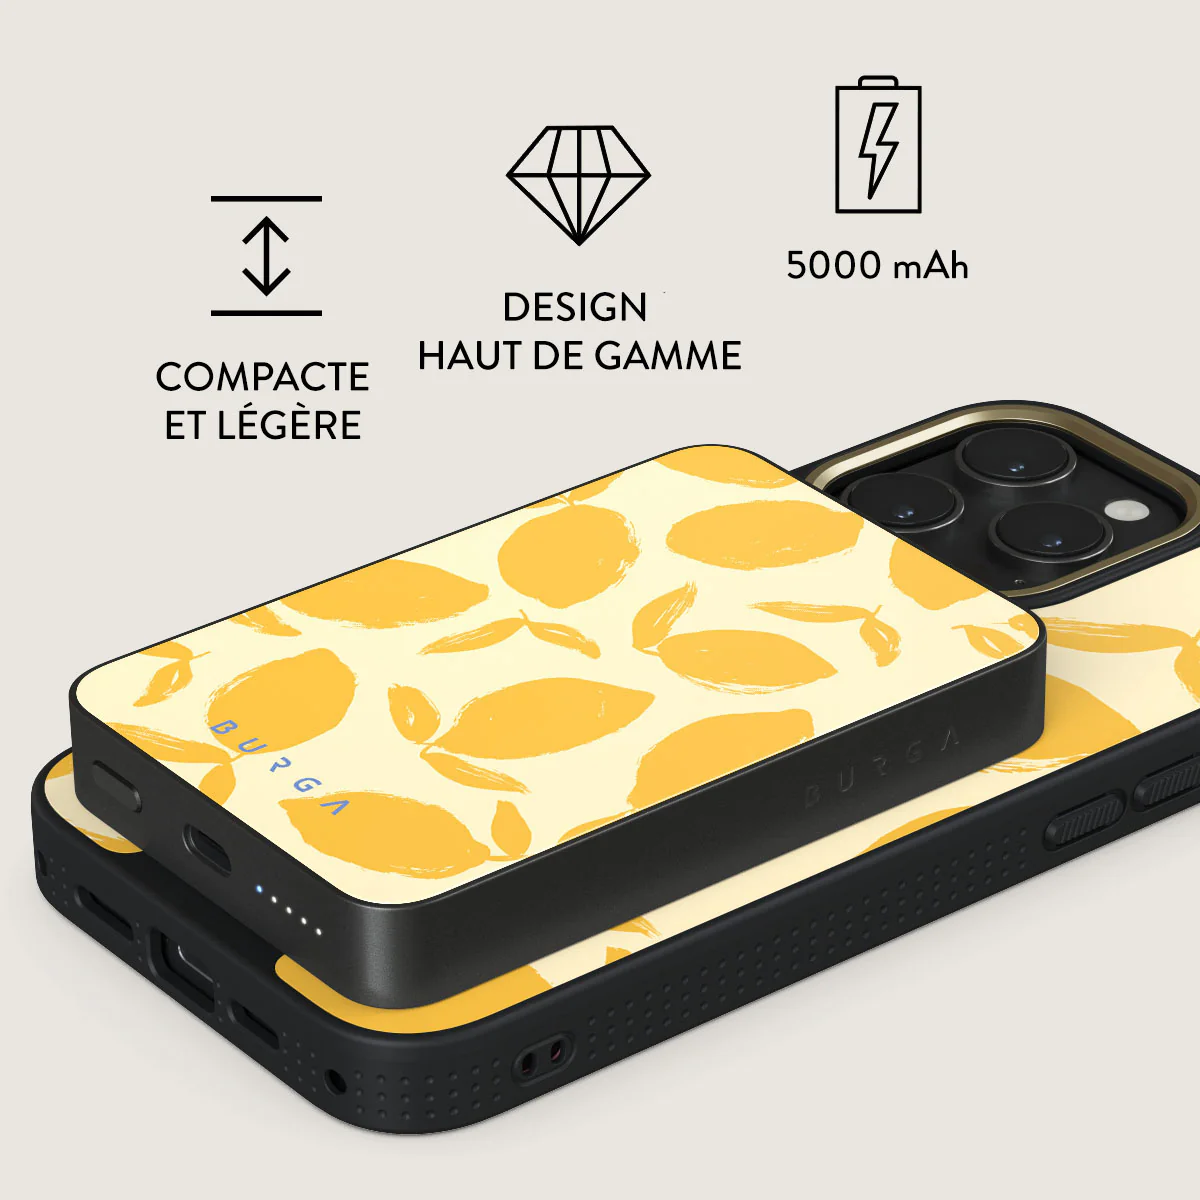 5000 mAh
DESIGN
HAUT DE GAMME
COMPACTE
ET LÉGÈRE
BURGA
BURGA